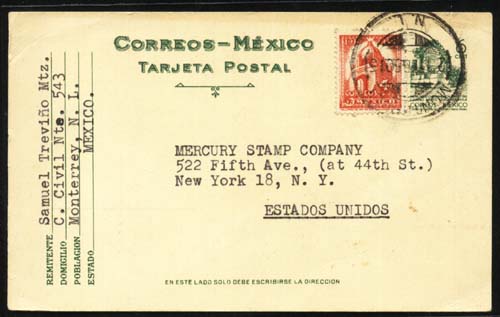 CORREOS-MÉXICO
TARJETA POSTAL
MERCURY STAMP COMPANY
522 Fifth Ave., (at 44th St.)
New York 18, N. Y.
ESTADOS UNIDOS
REMITENTE Samuel Treviño Mtz.
DOMICILIO C. Civil Nte. 543
POBLACION Monterrey, N. L.
ESTADO MEXICO.
EN ESTE LADO SOLO DEBE ESCRIBIRSE LA DIRECCION
MEXICO
N. L.